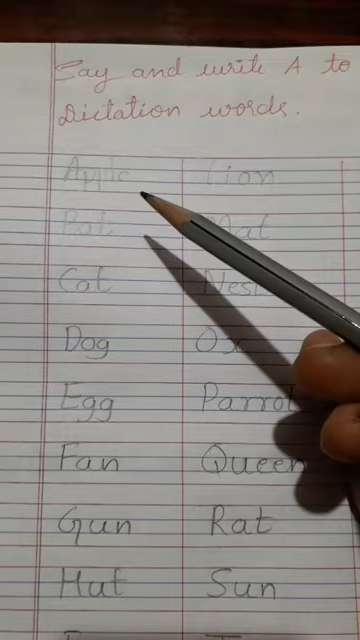 Say and write A to
Dictation words.
Apple Lion
Bat Mat
Cat Nest
Dog Ox
Egg Parrot
Fan Queen
Gun Rat
Hut Sun